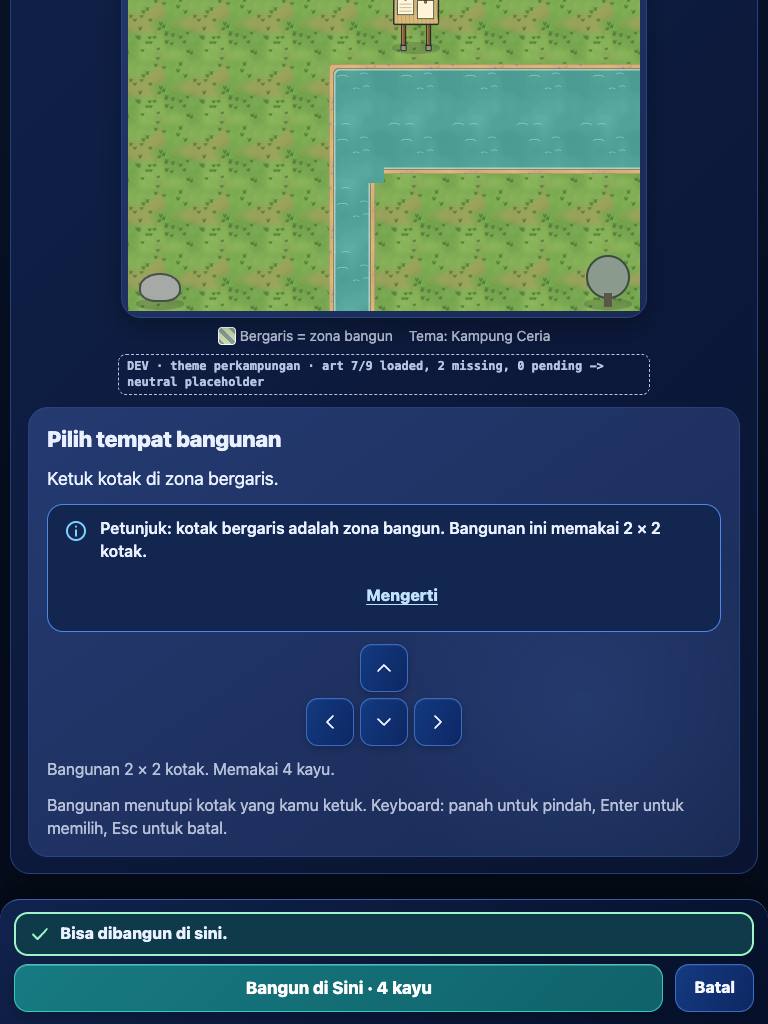 Bergaris = zona bangun Tema: Kampung Ceria
DEV · theme perkampungan · art 7/9 loaded, 2 missing, 0 pending —>
neutral placeholder
Pilih tempat bangunan
Ketuk kotak di zona bergaris.
Petunjuk: kotak bergaris adalah zona bangun. Bangunan ini memakai 2 × 2
kotak.
Mengerti
Bangunan 2 × 2 kotak. Memakai 4 kayu.
Bangunan menutupi kotak yang kamu ketuk. Keyboard: panah untuk pindah, Enter untuk
memilih, Esc untuk batal.
Bisa dibangun di sini.
Bangun di Sini · 4 kayu
Batal